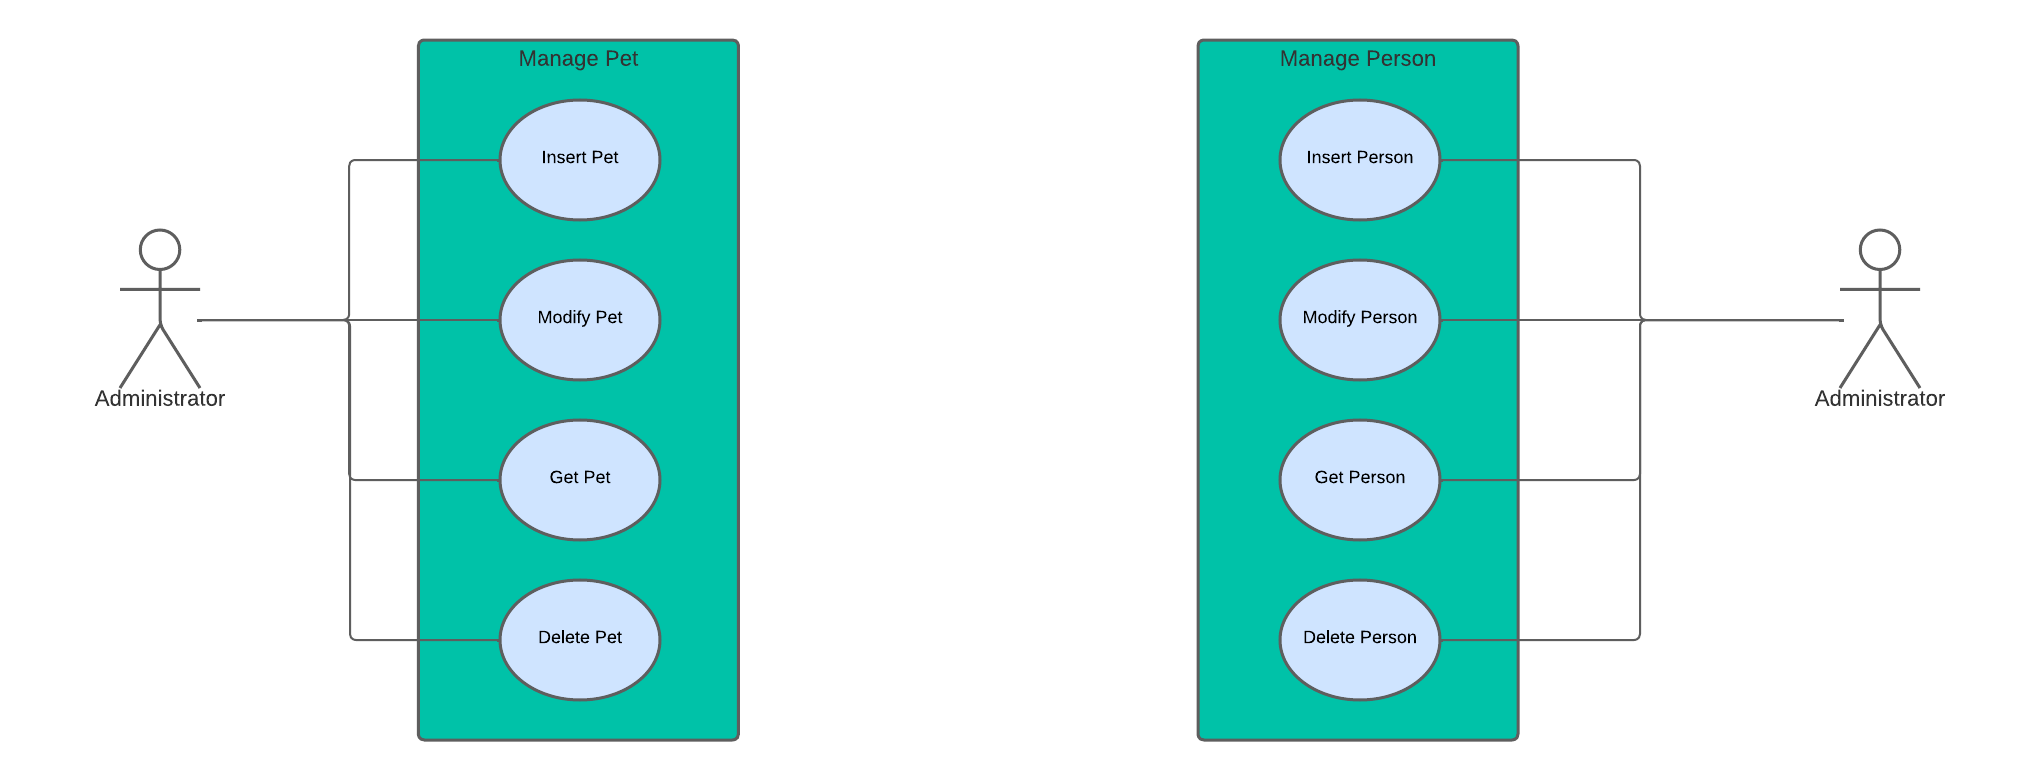 Manage Pet
Insert Pet
Modify Pet
Get Pet
Delete Pet
Administrator
Manage Person
Insert Person
Modify Person
Get Person
Delete Person
Administrator